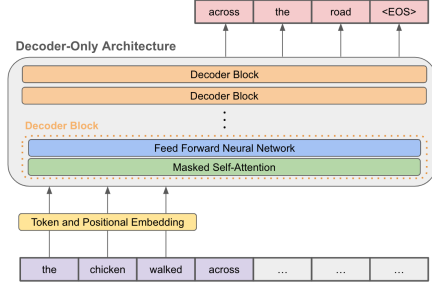 across the road <EOS>
Decoder-Only Architecture
Decoder Block
Decoder Block
Decoder Block
Feed Forward Neural Network
Masked Self-Attention
Token and Positional Embedding
the chicken walked across ... ... ...